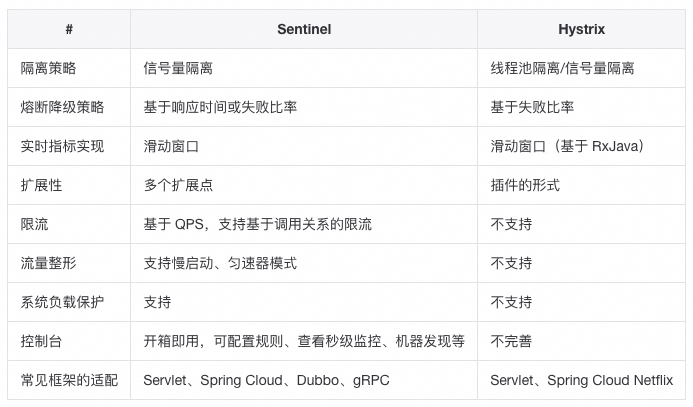 # Sentinel Hystrix
隔离策略 信号量隔离 线程池隔离/信号量隔离
熔断降级策略 基于响应时间或失败比率 基于失败比率
实时指标实现 滑动窗口 滑动窗口（基于 RxJava）
扩展性 多个扩展点 插件的形式
限流 基于 QPS，支持基于调用关系的限流 不支持
流量整形 支持慢启动、匀速器模式 不支持
系统负载保护 支持 不支持
控制台 开箱即用，可配置规则、查看秒级监控、机器发现等 不完善
常见框架的适配 Servlet、Spring Cloud、Dubbo、gRPC Servlet、Spring Cloud Netflix